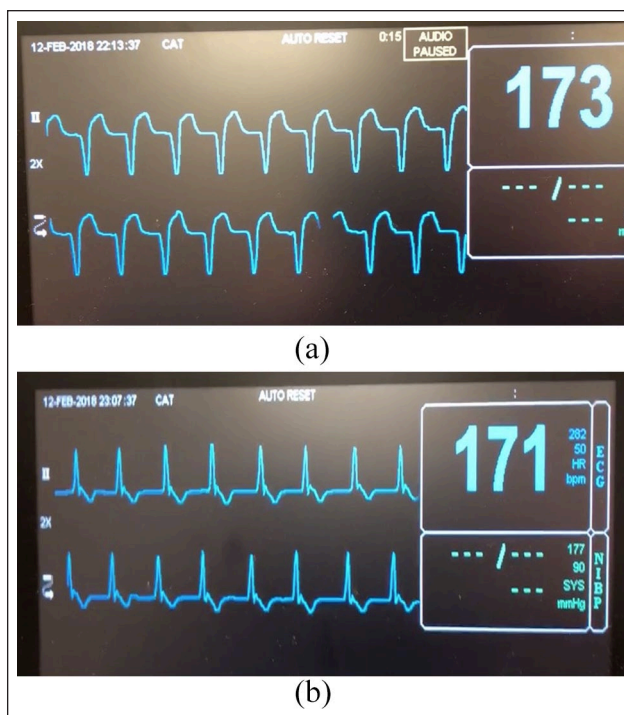 12-FEB-2018 22:13:37 CAT AUTO RESET 0:15 AUDIO PAUSED
:
II
173
2X
--- / ---
---
(a)
12-FEB-2018 23:07:37 CAT AUTO RESET
:
II
171
282
50
HR
bpm
ECG
2X
--- / ---
177
90
---
SYS
mmHg
NIBP
(b)